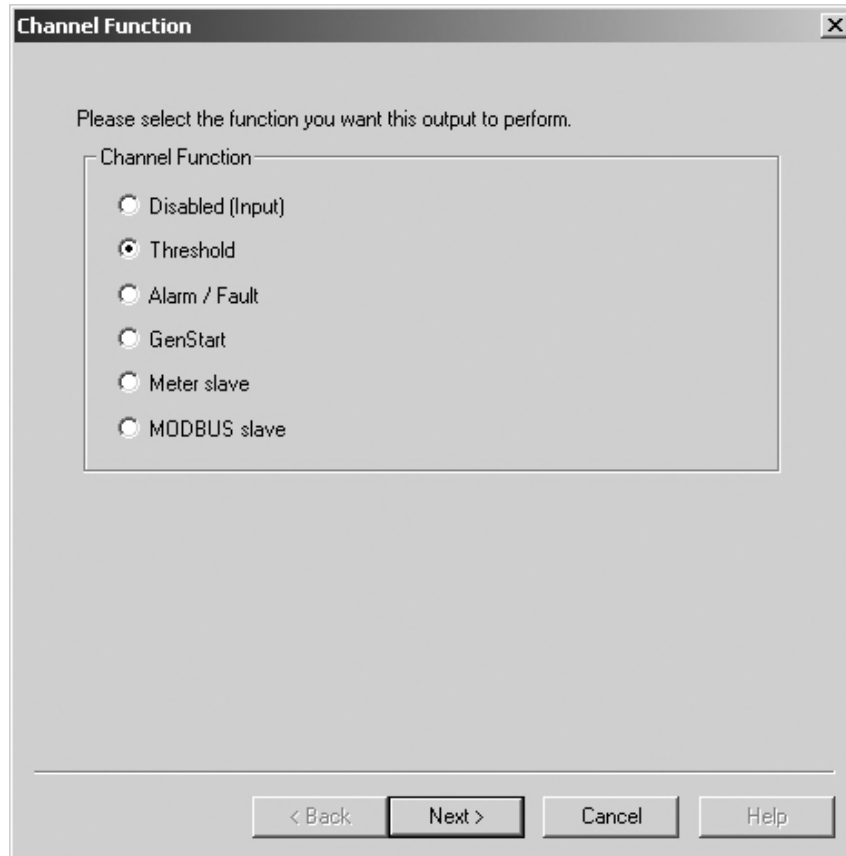 Channel Function
Please select the function you want this output to perform.
Channel Function
Disabled (Input)
Threshold
Alarm / Fault
GenStart
Meter slave
MODBUS slave
< Back Next > Cancel Help